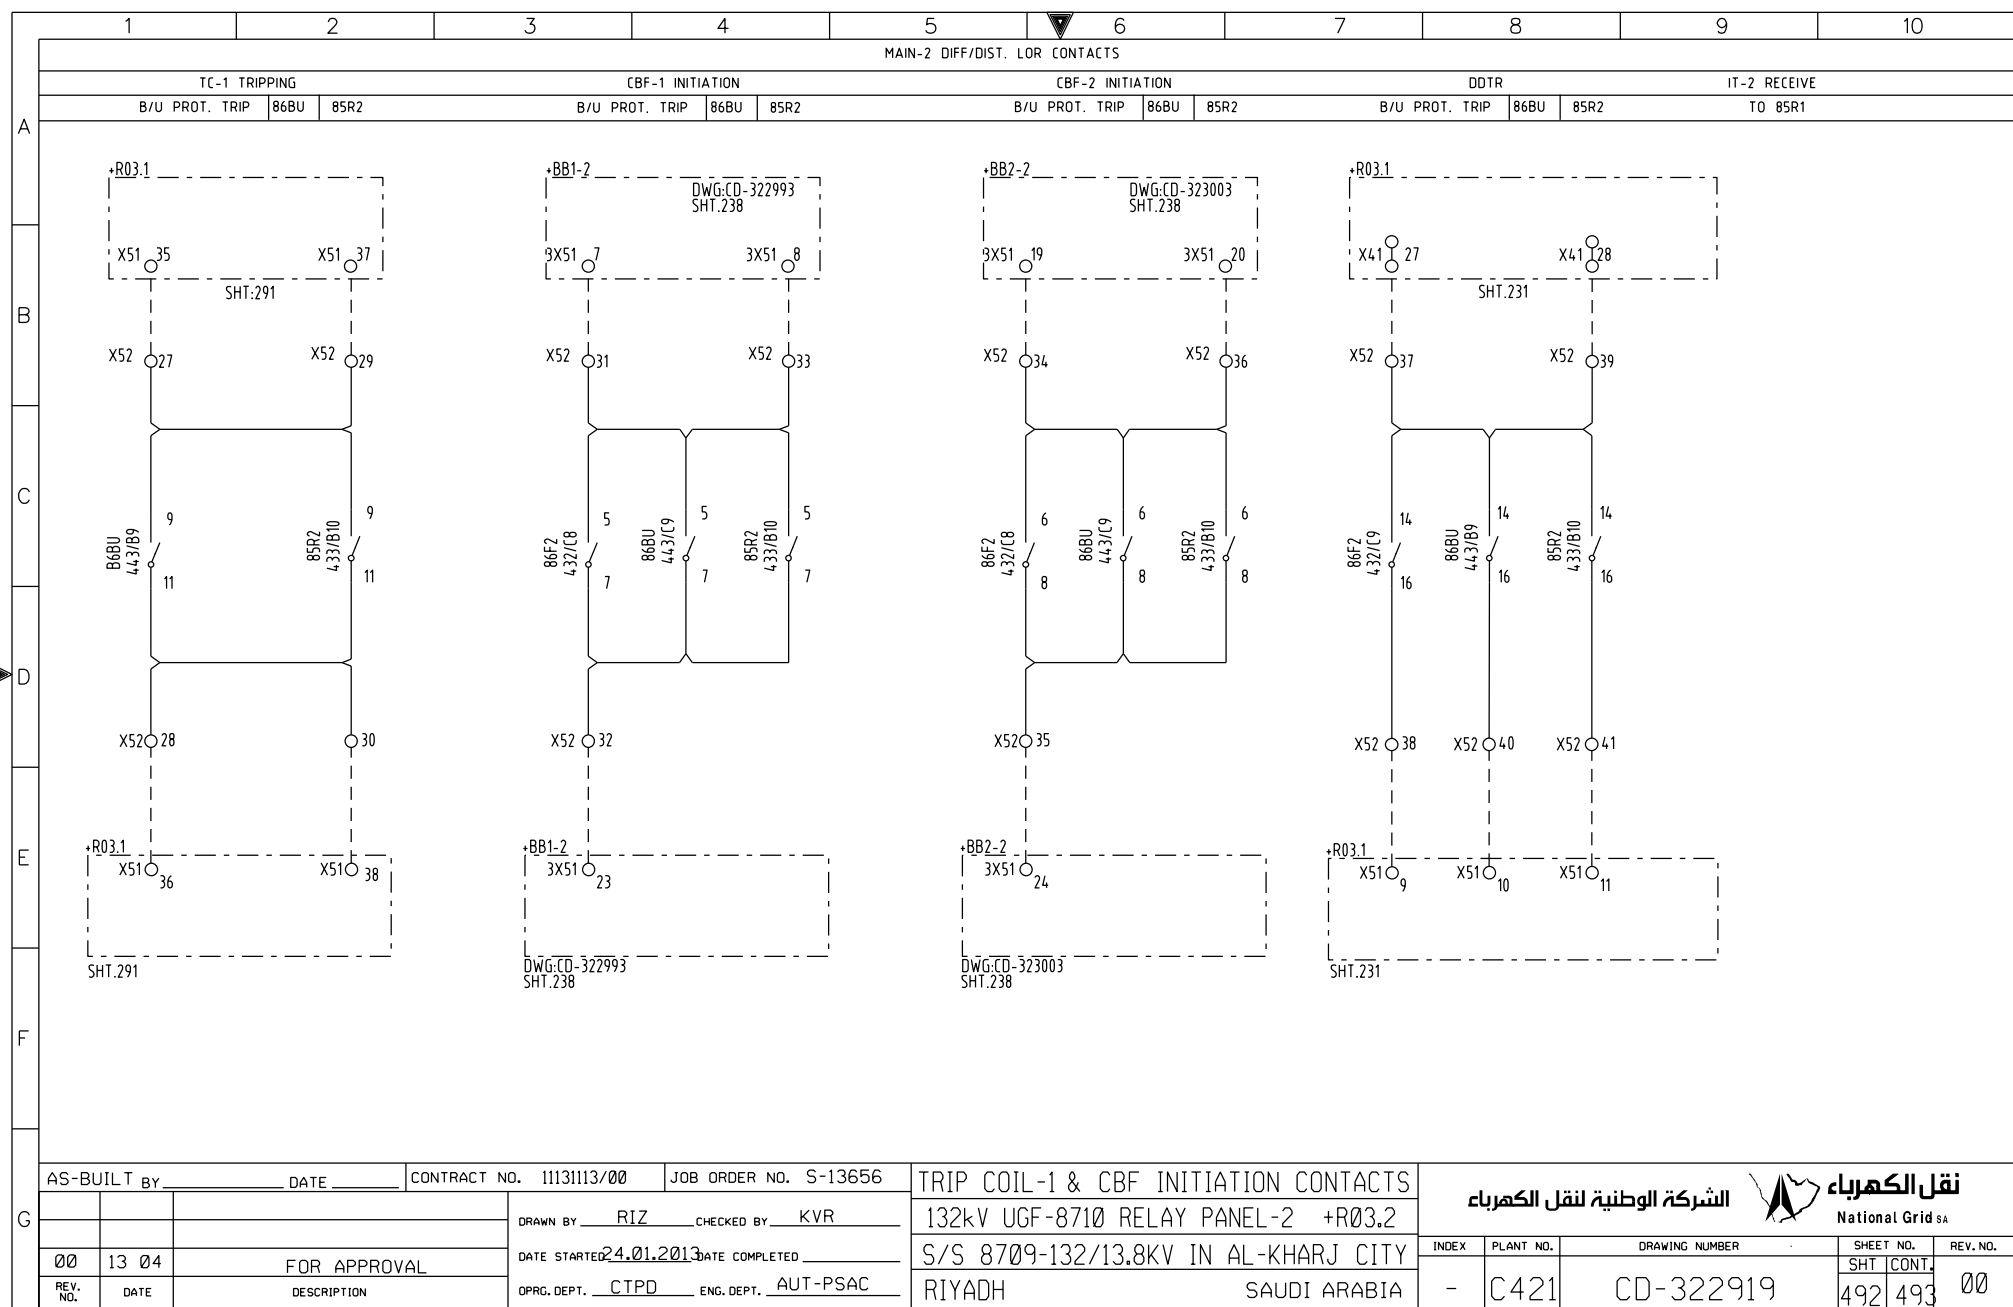 1 2 3 4 5 6 7 8 9 10
MAIN-2 DIFF/DIST. LOR CONTACTS
TC-1 TRIPPING CBF-1 INITIATION CBF-2 INITIATION DDTR IT-2 RECEIVE
B/U PROT. TRIP 86BU 85R2 B/U PROT. TRIP 86BU 85R2 B/U PROT. TRIP 86BU 85R2 B/U PROT. TRIP 86BU 85R2 TO 85R1
A
+R03.1 +BB1-2 +BB2-2 +R03.1
DWG:CD-322993 DWG:CD-323003
SHT.238 SHT.238
X51 35 X51 37 3X51 7 3X51 8 3X51 19 3X51 20 X41 27 X41 28
SHT:291 SHT.231
B
X52 27 X52 29 X52 31 X52 33 X52 34 X52 36 X52 37 X52 39
C
9 9 5 5 5 6 6 6 14 14 14
B6BU 443/B9
85R2 433/B10
86F2 432/C8
86BU 443/C9
85R2 433/B10
86F2 432/C8
86BU 443/C9
85R2 433/B10
86F2 432/C9
86BU 443/B9
85R2 433/B10
11 11 7 7 7 8 8 8 16 16 16
D
X52 28 30 X52 32 X52 35 X52 38 X52 40 X52 41
E
+R03.1 +BB1-2 +BB2-2 +R03.1
X51 36 X51 38 3X51 23 3X51 24 X51 9 X51 10 X51 11
SHT.291 DWG:CD-322993 DWG:CD-323003 SHT.231
SHT.238 SHT.238
F
G
AS-BUILT BY DATE CONTRACT NO. 11131113/00 JOB ORDER NO. S-13656
DRAWN BY RIZ CHECKED BY KVR
DATE STARTED 24.01.2013 DATE COMPLETED
OPRG. DEPT. CTPD ENG. DEPT. AUT-PSAC
00 13 04 FOR APPROVAL
REV. NO. DATE DESCRIPTION
TRIP COIL-1 & CBF INITIATION CONTACTS
132kV UGF-8710 RELAY PANEL-2 +R03.2
S/S 8709-132/13.8KV IN AL-KHARJ CITY
RIYADH SAUDI ARABIA
الشركة الوطنية لنقل الكهرباء
نقل الكهرباء
National Grid SA
INDEX PLANT NO. DRAWING NUMBER SHEET NO. REV. NO.
SHT CONT.
- C421 CD-322919 492 493 00